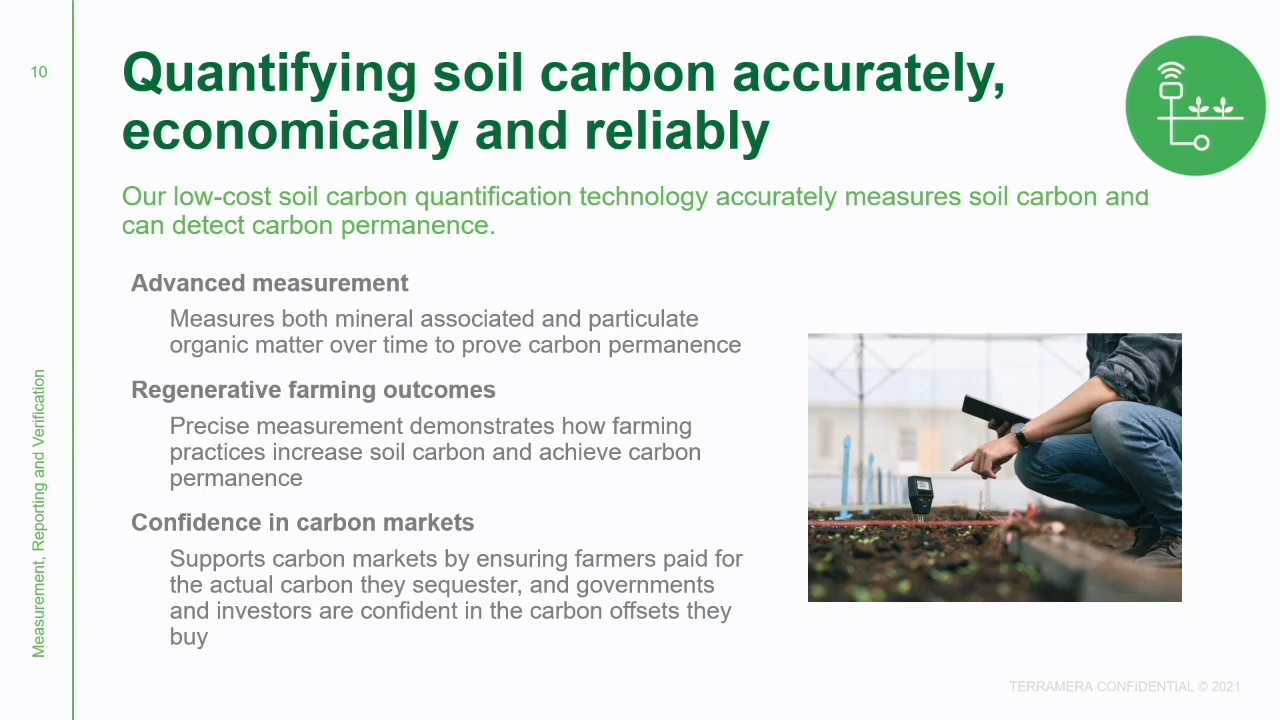 10
Quantifying soil carbon accurately,
economically and reliably
Our low-cost soil carbon quantification technology accurately measures soil carbon and
can detect carbon permanence.
Advanced measurement
Measures both mineral associated and particulate
organic matter over time to prove carbon permanence
Regenerative farming outcomes
Precise measurement demonstrates how farming
practices increase soil carbon and achieve carbon
permanence
Confidence in carbon markets
Supports carbon markets by ensuring farmers paid for
the actual carbon they sequester, and governments
and investors are confident in the carbon offsets they
buy
Measurement, Reporting and Verification
TERRAMERA CONFIDENTIAL © 2021